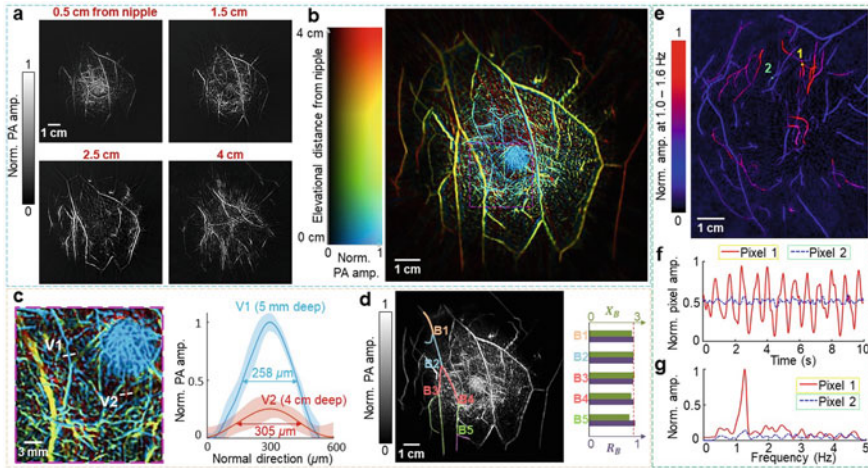 a
0.5 cm from nipple
1.5 cm
2.5 cm
4 cm
1
Norm. PA amp.
0
1 cm
b
4 cm
Elevational distance from nipple
0 cm
0 1
Norm.
PA amp.
1 cm
c
V1
V2
3 mm
Norm. PA amp.
1
0.5
0
V1 (5 mm deep)
258 μm
V2 (4 cm deep)
305 μm
0 300 600
Normal direction (μm)
d
1
Norm. PA amp.
0
B1
B2
B3
B4
B5
1 cm
X_B
0 3
B1
B2
B3
B4
B5
0 1
R_B
e
1
Norm. amp. at 1.0 – 1.6 Hz
0
1
2
1 cm
f
Pixel 1 Pixel 2
Norm. pixel amp.
1
0.5
0
0 2 4 6 8 10
Time (s)
g
Norm. amp.
1
0.5
0
Pixel 1
Pixel 2
0 1 2 3 4 5
Frequency (Hz)